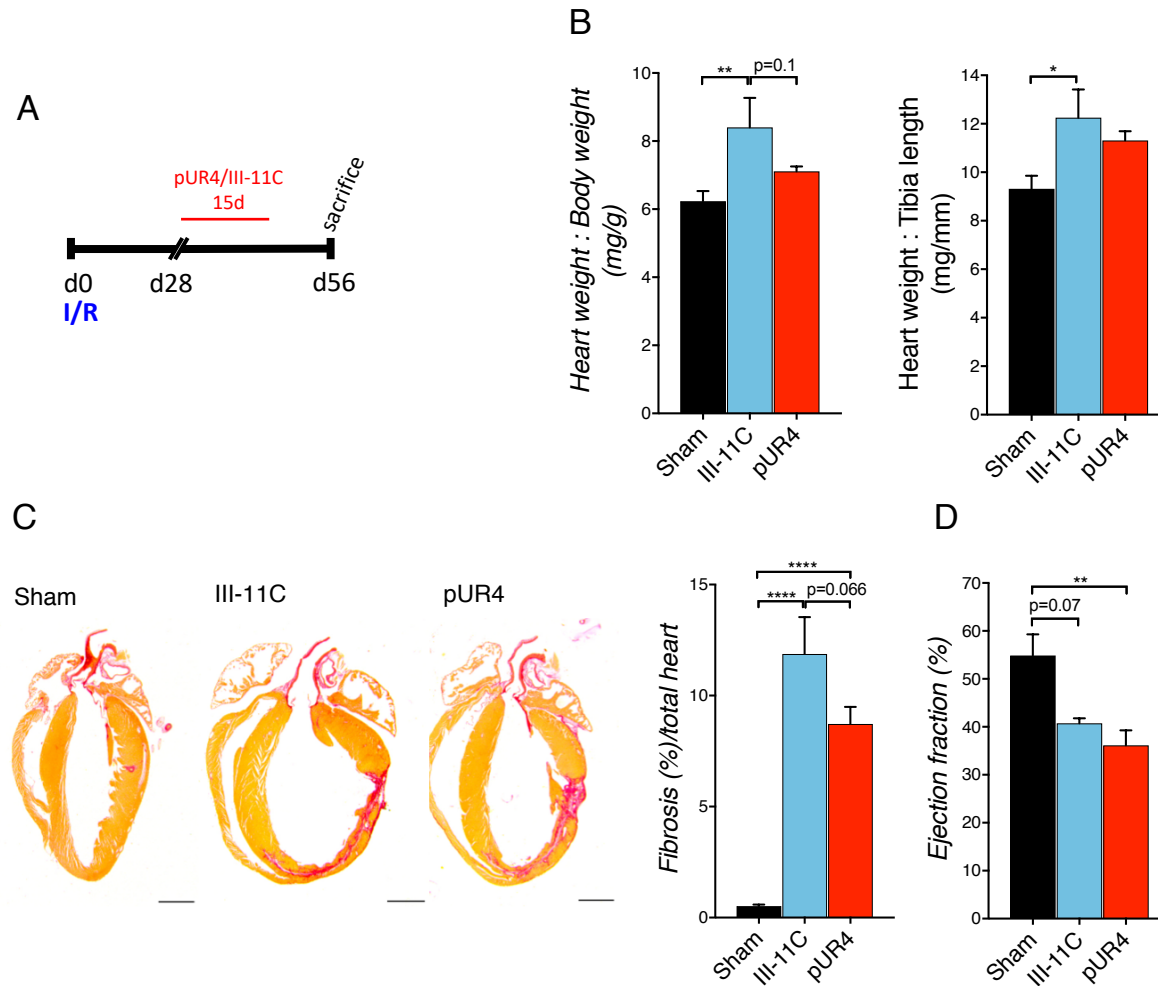 A
pUR4/III-11C
15d
sacrifice
d0
d28
d56
I/R
B
Heart weight : Body weight
(mg/g)
10
8
6
4
2
0
**
p=0.1
Sham
III-11C
pUR4
Heart weight : Tibia length
(mg/mm)
14
12
10
8
6
4
2
0
*
Sham
III-11C
pUR4
C
Sham
III-11C
pUR4
Fibrosis (%)/total heart
15
10
5
0
****
****
p=0.066
Sham
III-11C
pUR4
D
Ejection fraction (%)
70
60
50
40
30
20
10
0
**
p=0.07
Sham
III-11C
pUR4